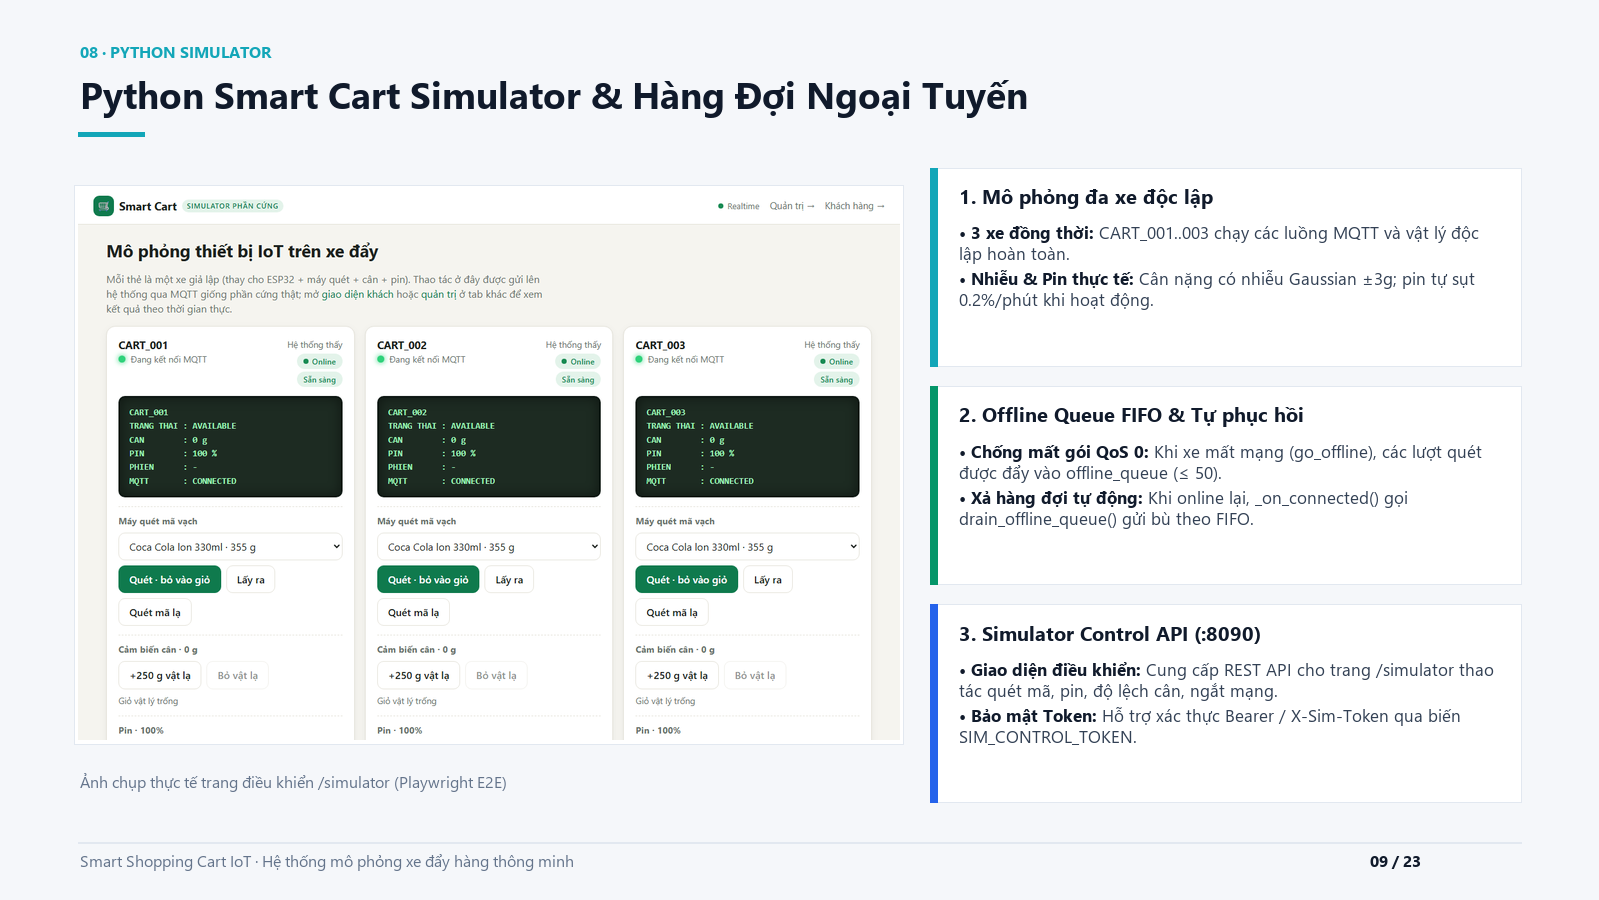 08 · PYTHON SIMULATOR
Python Smart Cart Simulator & Hàng Đợi Ngoại Tuyến
Smart Cart SIMULATOR PHẦN CỨNG
Realtime Quản trị → Khách hàng →
Mô phỏng thiết bị IoT trên xe đẩy
Mỗi thẻ là một xe giả lập (thay cho ESP32 + máy quét + cân + pin). Thao tác ở đây được gửi lên
hệ thống qua MQTT giống phần cứng thật; mở giao diện khách hoặc quản trị ở tab khác để xem
kết quả theo thời gian thực.
CART_001
Hệ thống thấy
Đang kết nối MQTT
Online
Sẵn sàng
CART_001
TRANG THAI : AVAILABLE
CAN : 0 g
PIN : 100 %
PHIEN : -
MQTT : CONNECTED
Máy quét mã vạch
Coca Cola lon 330ml · 355 g
Quét · bỏ vào giỏ Lấy ra
Quét mã lạ
Cảm biến cân · 0 g
+250 g vật lạ Bỏ vật lạ
Giỏ vật lý trống
Pin · 100%
CART_002
Hệ thống thấy
Đang kết nối MQTT
Online
Sẵn sàng
CART_002
TRANG THAI : AVAILABLE
CAN : 0 g
PIN : 100 %
PHIEN : -
MQTT : CONNECTED
Máy quét mã vạch
Coca Cola lon 330ml · 355 g
Quét · bỏ vào giỏ Lấy ra
Quét mã lạ
Cảm biến cân · 0 g
+250 g vật lạ Bỏ vật lạ
Giỏ vật lý trống
Pin · 100%
CART_003
Hệ thống thấy
Đang kết nối MQTT
Online
Sẵn sàng
CART_003
TRANG THAI : AVAILABLE
CAN : 0 g
PIN : 100 %
PHIEN : -
MQTT : CONNECTED
Máy quét mã vạch
Coca Cola lon 330ml · 355 g
Quét · bỏ vào giỏ Lấy ra
Quét mã lạ
Cảm biến cân · 0 g
+250 g vật lạ Bỏ vật lạ
Giỏ vật lý trống
Pin · 100%
Ảnh chụp thực tế trang điều khiển /simulator (Playwright E2E)
1. Mô phỏng đa xe độc lập
• 3 xe đồng thời: CART_001..003 chạy các luồng MQTT và vật lý độc
lập hoàn toàn.
• Nhiễu & Pin thực tế: Cân nặng có nhiễu Gaussian ±3g; pin tự sụt
0.2%/phút khi hoạt động.
2. Offline Queue FIFO & Tự phục hồi
• Chống mất gói QoS 0: Khi xe mất mạng (go_offline), các lượt quét
được đẩy vào offline_queue (≤ 50).
• Xả hàng đợi tự động: Khi online lại, _on_connected() gọi
drain_offline_queue() gửi bù theo FIFO.
3. Simulator Control API (:8090)
• Giao diện điều khiển: Cung cấp REST API cho trang /simulator thao
tác quét mã, pin, độ lệch cân, ngắt mạng.
• Bảo mật Token: Hỗ trợ xác thực Bearer / X-Sim-Token qua biến
SIM_CONTROL_TOKEN.
Smart Shopping Cart IoT · Hệ thống mô phỏng xe đẩy hàng thông minh
09 / 23